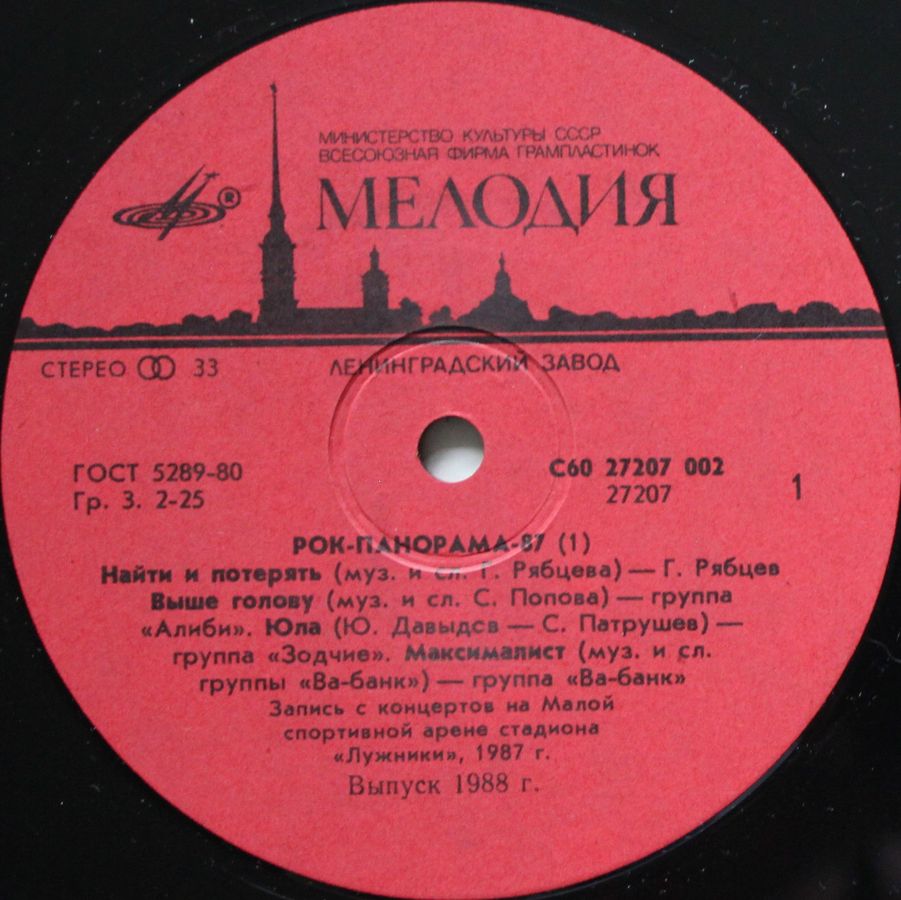 МИНИСТЕРСТВО КУЛЬТУРЫ СССР
ВСЕСОЮЗНАЯ ФИРМА ГРАМПЛАСТИНОК
МЕЛОДИЯ
®
СТЕРЕО 33
ЛЕНИНГРАДСКИЙ ЗАВОД
ГОСТ 5289-80
Гр. 3. 2-25
С60 27207 002
27207
1
РОК-ПАНОРАМА-87 (1)
Найти и потерять (муз. и сл. Г. Рябцева) — Г. Рябцев
Выше голову (муз. и сл. С. Попова) — группа
«Алиби». Юла (Ю. Давыдов — С. Патрушев) —
группа «Зодчие». Максималист (муз. и сл.
группы «Ва-банк») — группа «Ва-банк»
Запись с концертов на Малой
спортивной арене стадиона
«Лужники», 1987 г.
Выпуск 1988 г.